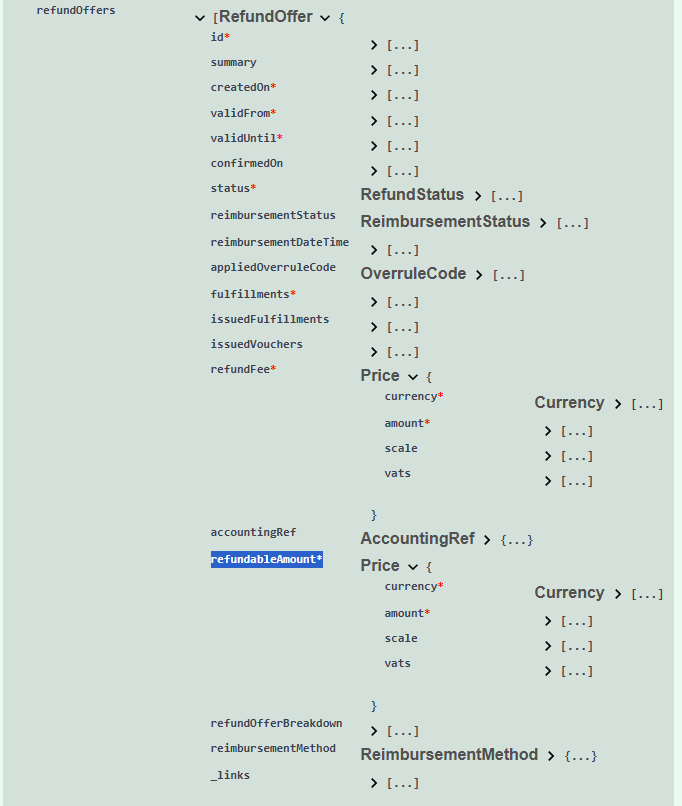 refundOffers [RefundOffer {
id* [...]
summary [...]
createdOn* [...]
validFrom* [...]
validUntil* [...]
confirmedOn [...]
status* RefundStatus [...]
reimbursementStatus ReimbursementStatus [...]
reimbursementDateTime [...]
appliedOverruleCode OverruleCode [...]
fulfillments* [...]
issuedFulfillments [...]
issuedVouchers [...]
refundFee* Price {
currency* Currency [...]
amount* [...]
scale [...]
vats [...]
}
accountingRef AccountingRef {...}
refundableAmount* Price {
currency* Currency [...]
amount* [...]
scale [...]
vats [...]
}
refundOfferBreakdown [...]
reimbursementMethod ReimbursementMethod {...}
_links [...]